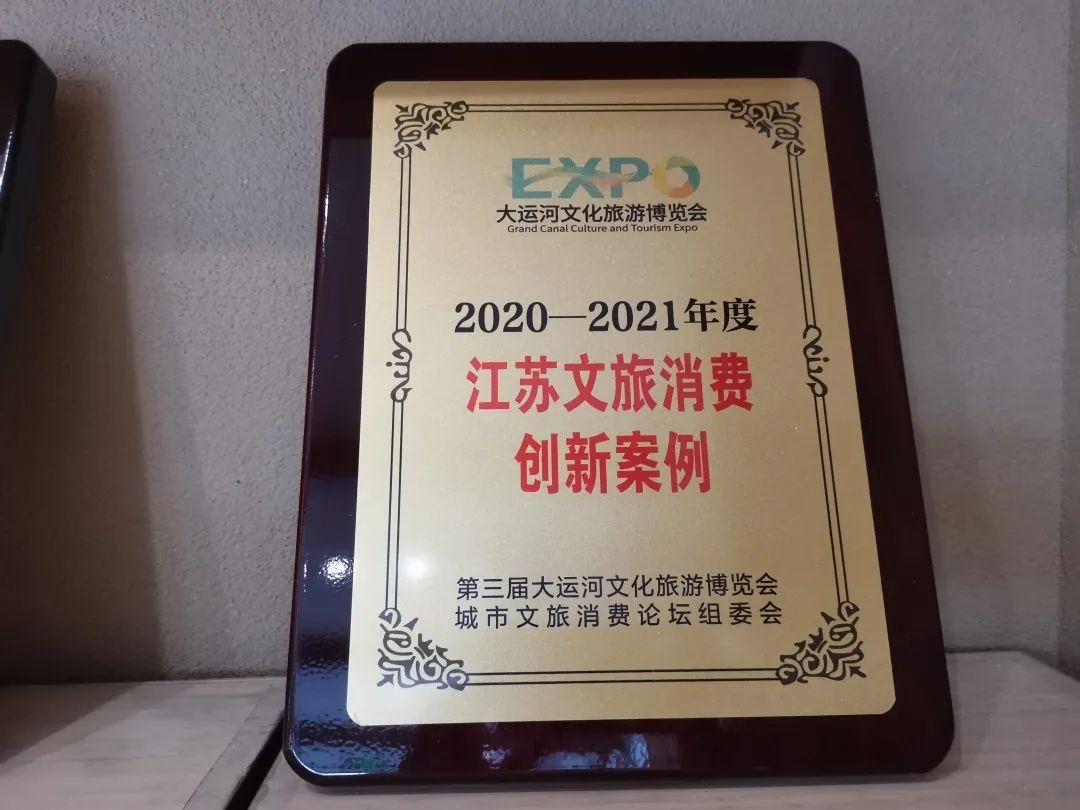 EXPO
大运河文化旅游博览会
Grand Canal Culture and Tourism Expo
2020—2021年度
江苏文旅消费
创新案例
第三届大运河文化旅游博览会
城市文旅消费论坛组委会